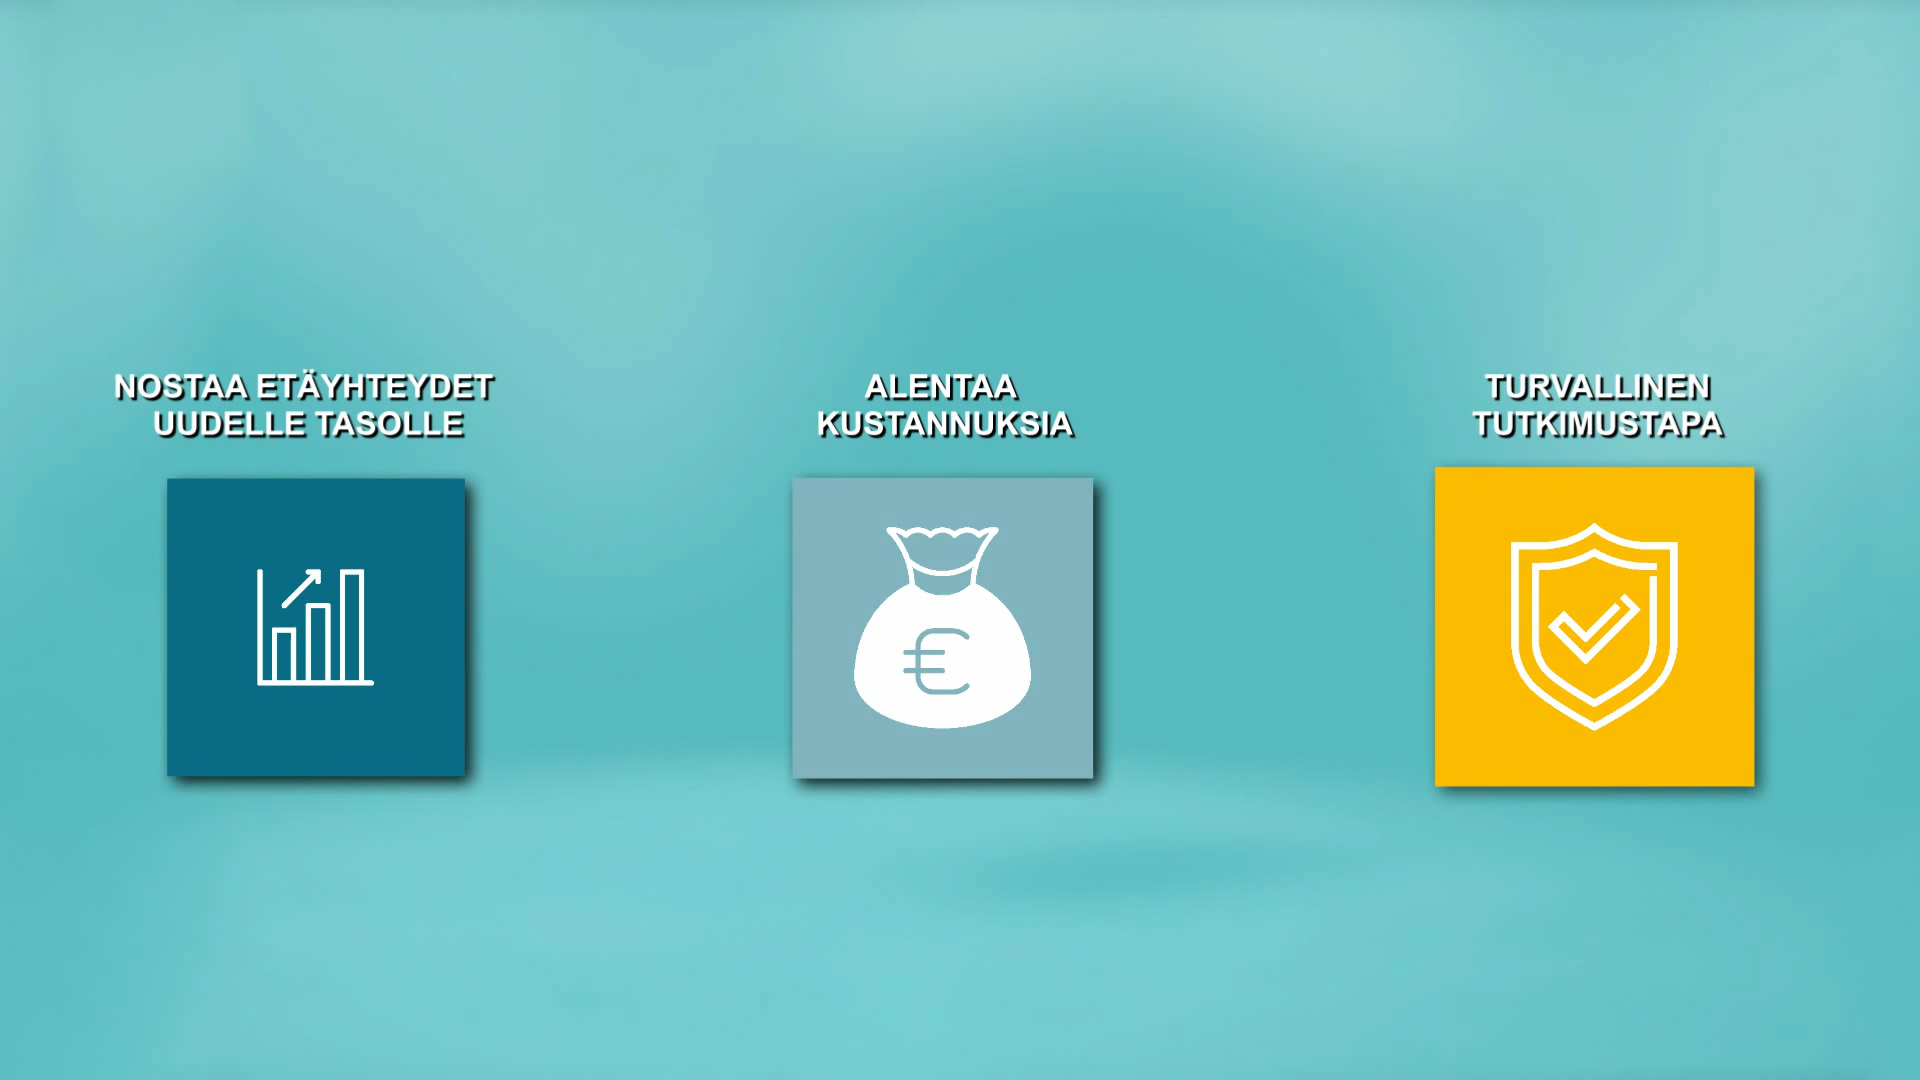 NOSTAA ETÄYHTEYDET
UUDELLE TASOLLE
ALENTAA
KUSTANNUKSIA
€
TURVALLINEN
TUTKIMUSTAPA